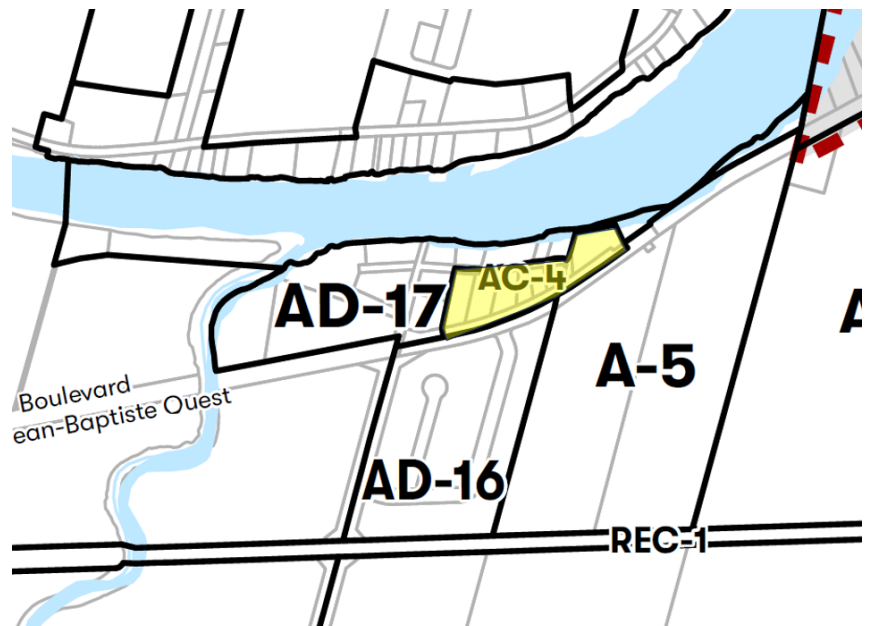 AC-4
AD-17
A-5
A
Boulevard
ean-Baptiste Ouest
AD-16
REC-1